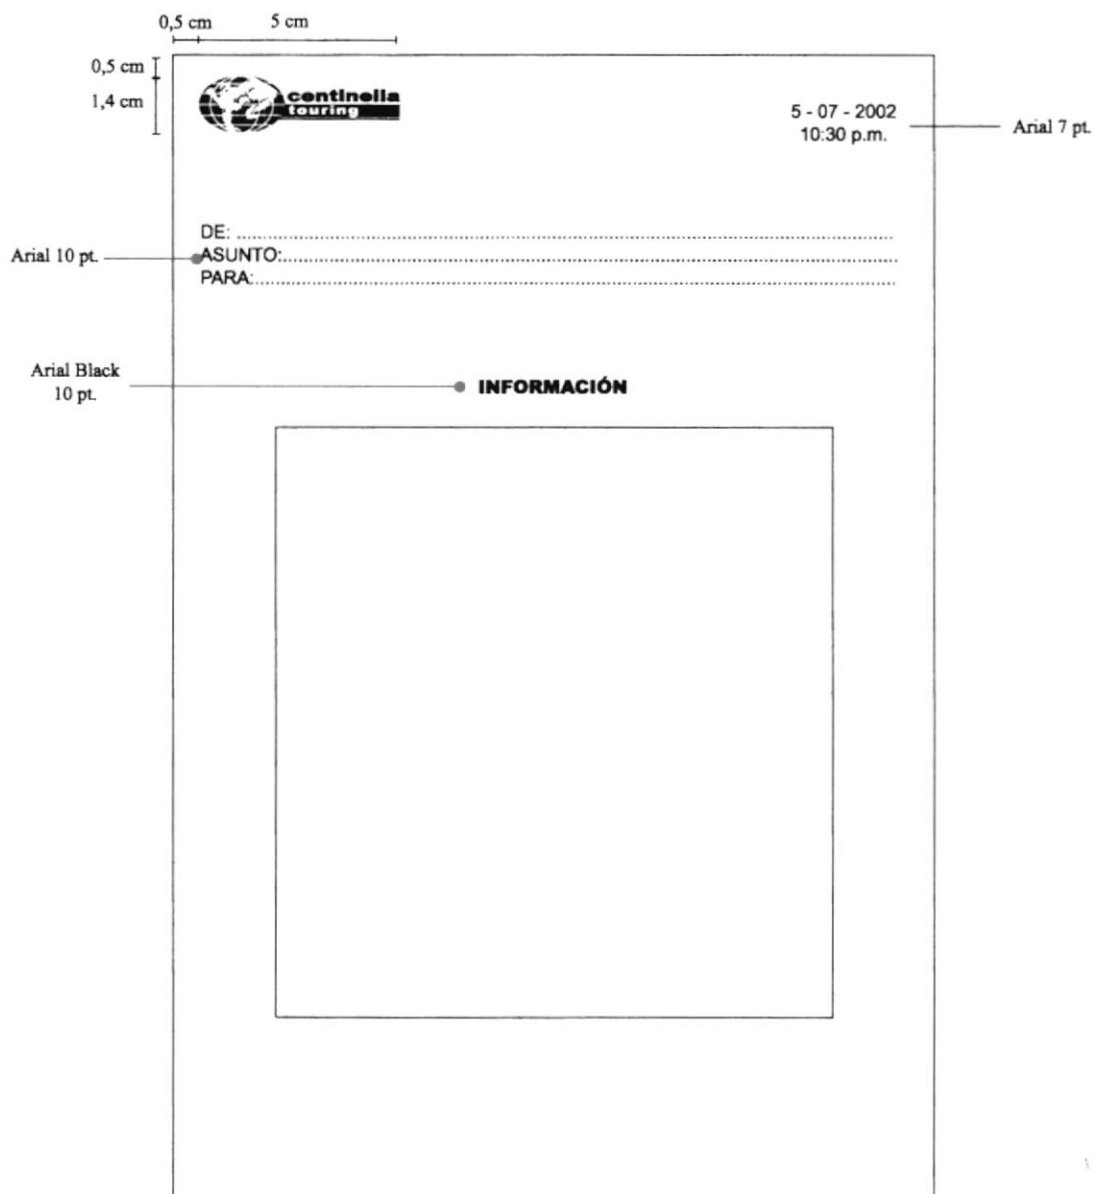 0,5 cm 5 cm
0,5 cm
1,4 cm
centinella
touring
5 - 07 - 2002
10:30 p.m.
Arial 7 pt.
DE: ........................................................
Arial 10 pt.
ASUNTO:........................................................
PARA:........................................................
Arial Black
10 pt.
INFORMACIÓN